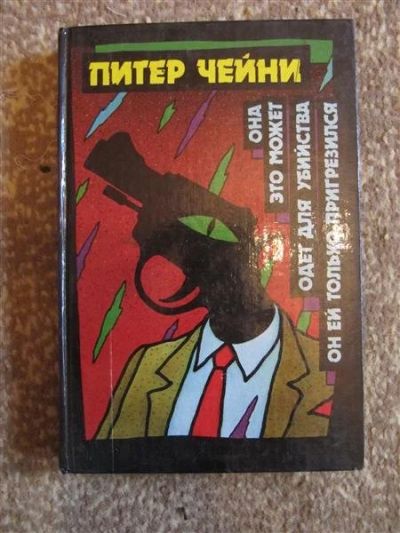 ПИТЕР ЧЕЙНИ
ОНА
ЭТО МОЖЕТ
ОДЕТ ДЛЯ УБИЙСТВА
ОН ЕЙ ТОЛЬКО ПРИГРЕЗИЛСЯ